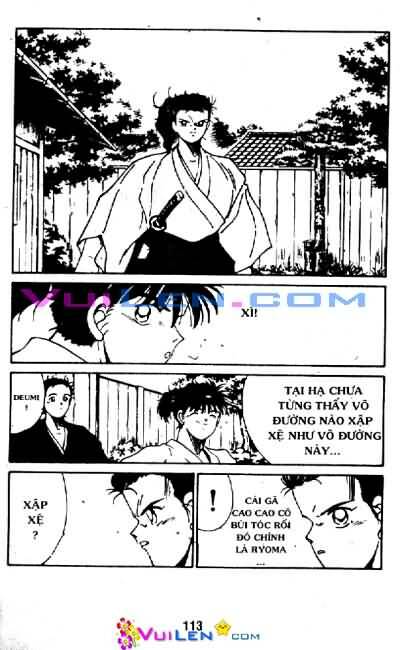 VUILEN.COM
XÌ!
TẠI HẠ CHƯA
TỪNG THẤY VÕ
ĐƯỜNG NÀO XẬP
XỆ NHƯ VÕ ĐƯỜNG
NÀY...
DEUMI
!
!
CÁI GÃ
CAO CAO CÓ
BÚI TÓC RỐI
ĐÓ CHÍNH
LÀ RYOMA
...
XẬP
XỆ
?
113
VUILEN.COM